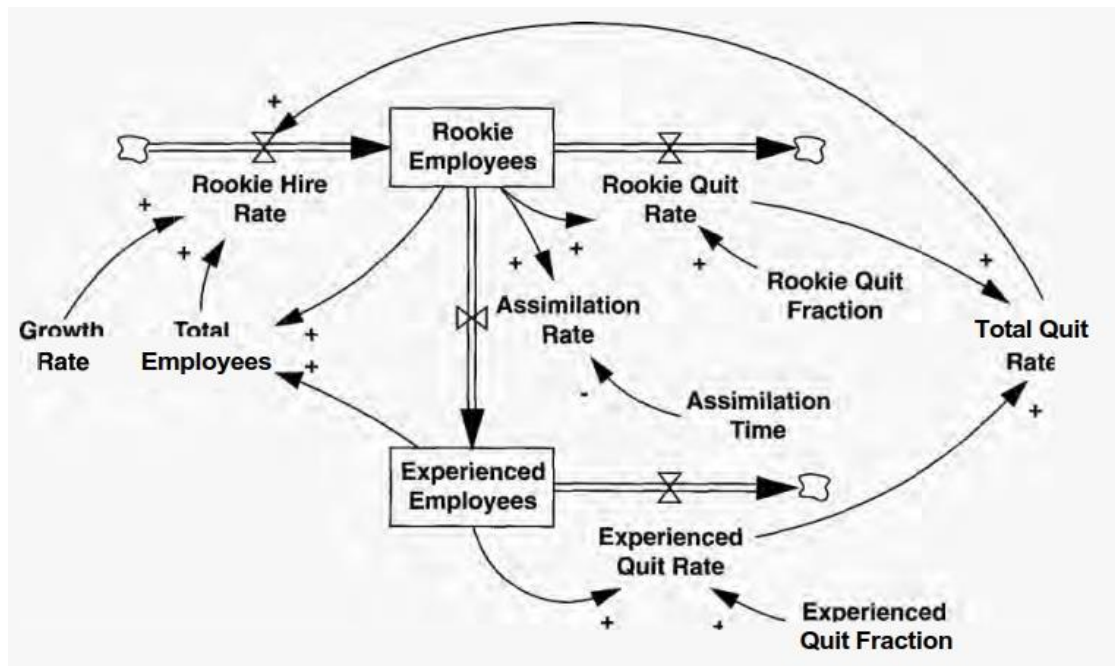 +
Rookie
Employees
Rookie Hire
Rate
Rookie Quit
Rate
+
+
+
+
+
+
Rookie Quit
Fraction
Assimilation
Rate
Growth
Rate
Total
Employees
+
+
Total Quit
Rate
-
Assimilation
Time
+
Experienced
Employees
Experienced
Quit Rate
+
+
Experienced
Quit Fraction